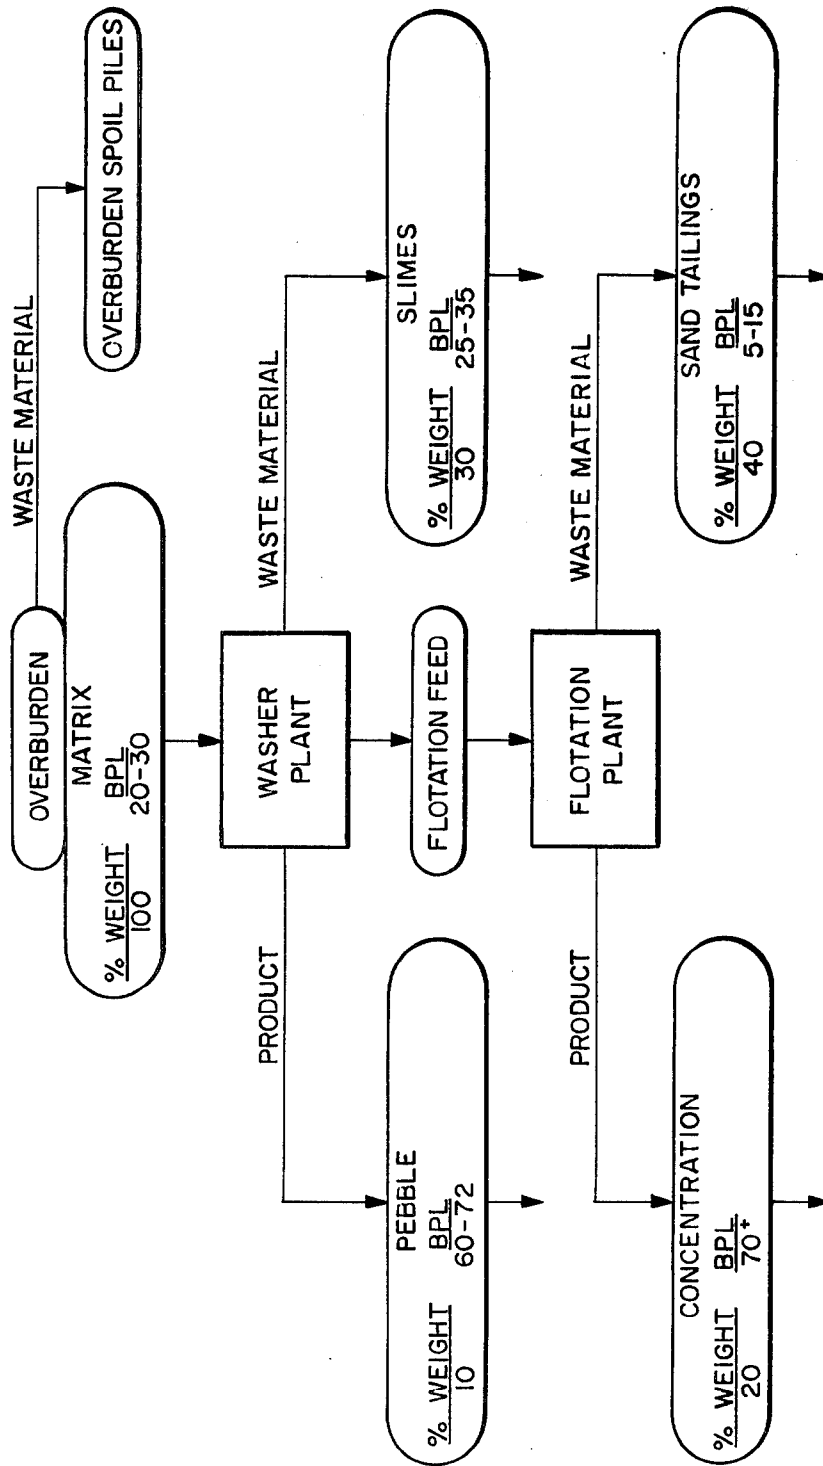 OVERBURDEN
WASTE MATERIAL
OVERBURDEN SPOIL PILES
MATRIX
% WEIGHT BPL
100 20-30
WASHER
PLANT
PRODUCT
WASTE MATERIAL
PEBBLE
% WEIGHT BPL
10 60-72
FLOTATION FEED
SLIMES
% WEIGHT BPL
30 25-35
FLOTATION
PLANT
PRODUCT
WASTE MATERIAL
CONCENTRATION
% WEIGHT BPL
20 70+
SAND TAILINGS
% WEIGHT BPL
40 5-15